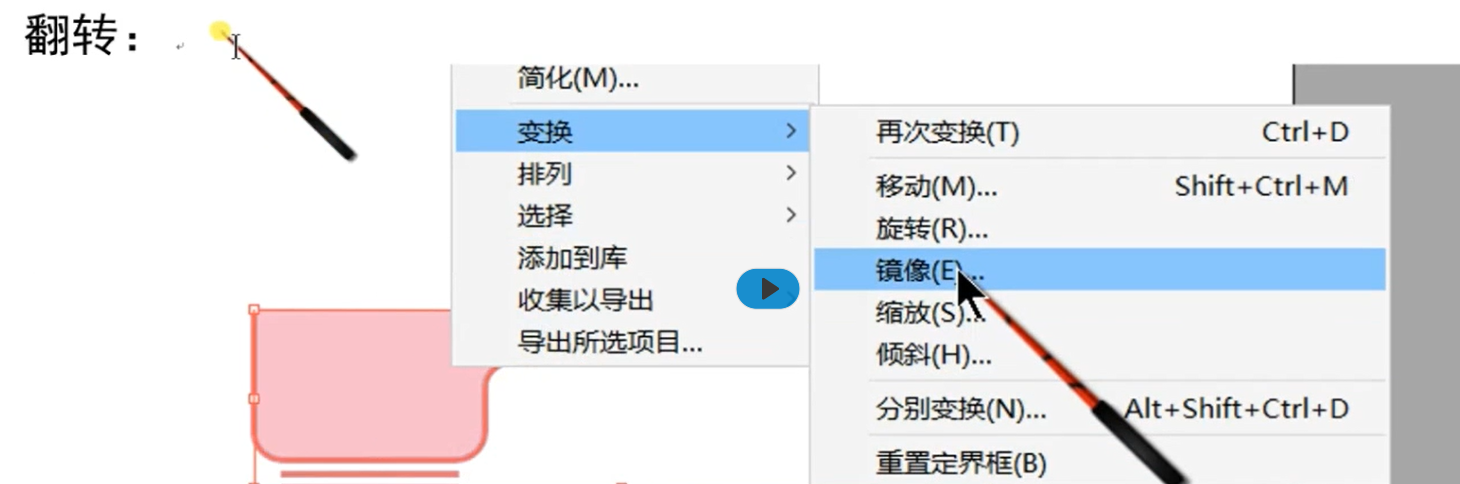 翻转：
简化(M)...
变换
排列
选择
添加到库
收集以导出
导出所选项目...
再次变换(T) Ctrl+D
移动(M)... Shift+Ctrl+M
旋转(R)...
镜像(E)...
缩放(S)...
倾斜(H)...
分别变换(N)... Alt+Shift+Ctrl+D
重置定界框(B)